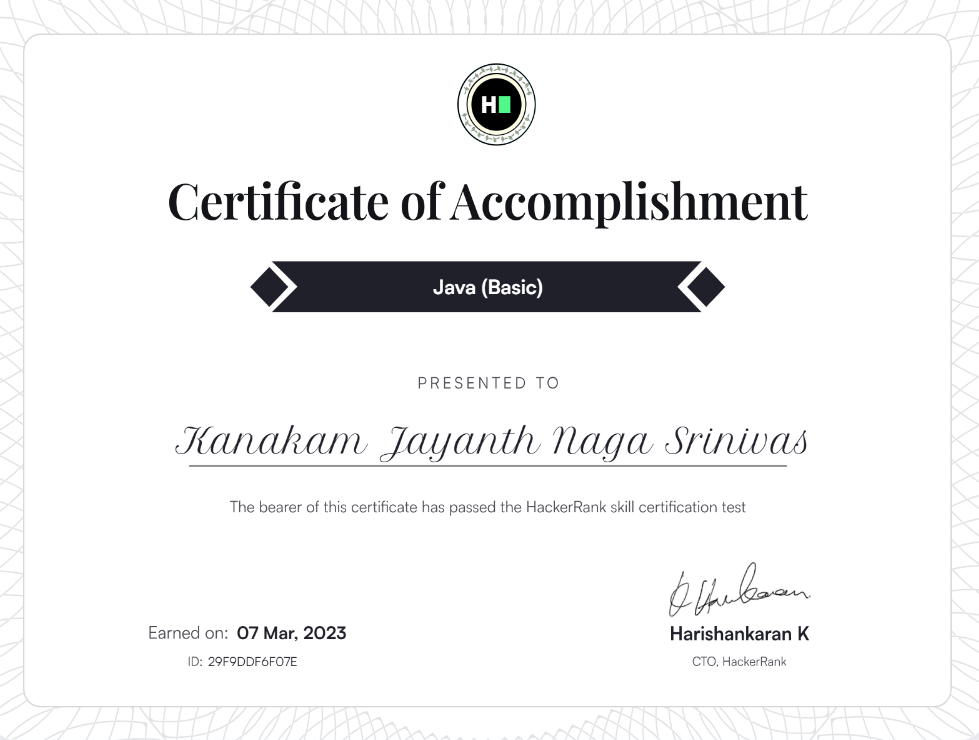 H
Certificate of Accomplishment
Java (Basic)
PRESENTED TO
Kanakam Jayanth Naga Srinivas
The bearer of this certificate has passed the HackerRank skill certification test
Earned on: 07 Mar, 2023
ID: 29F9DDF6F07E
Harishankaran K
CTO, HackerRank